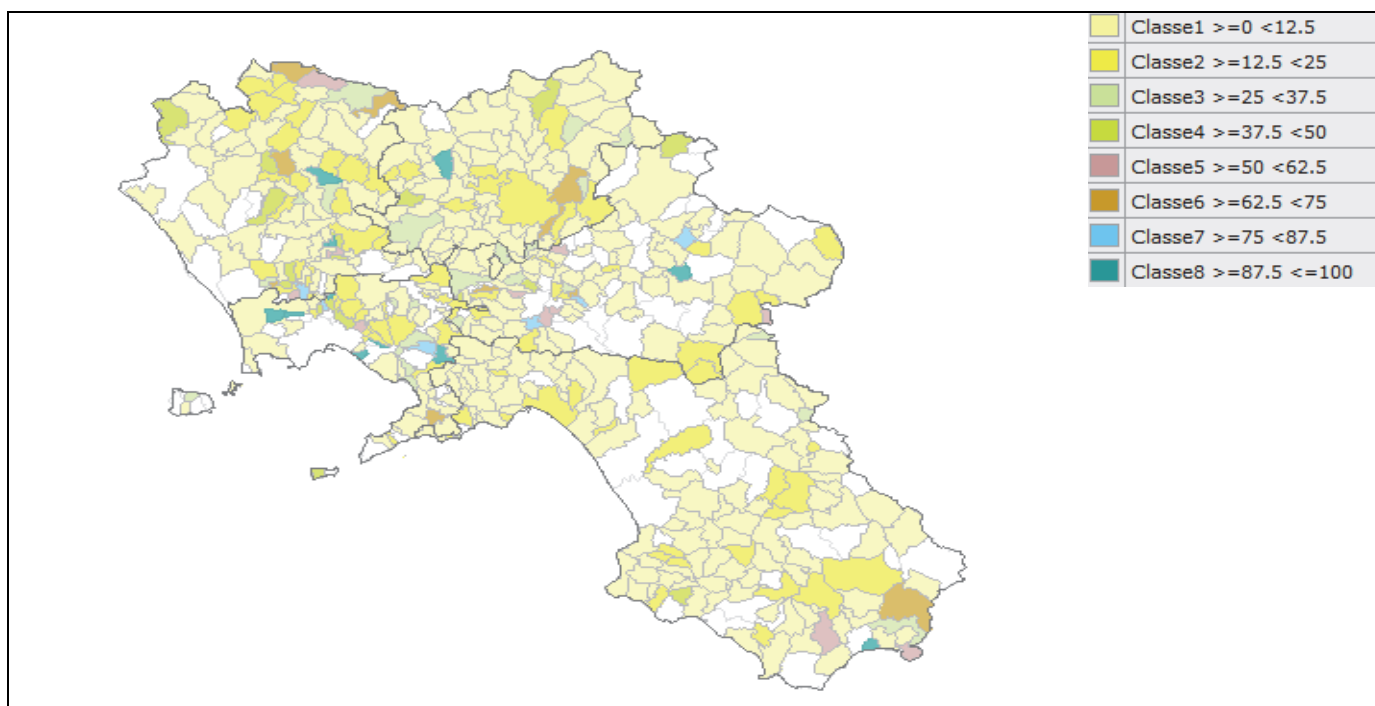 Classe1 >=0 <12.5
Classe2 >=12.5 <25
Classe3 >=25 <37.5
Classe4 >=37.5 <50
Classe5 >=50 <62.5
Classe6 >=62.5 <75
Classe7 >=75 <87.5
Classe8 >=87.5 <=100